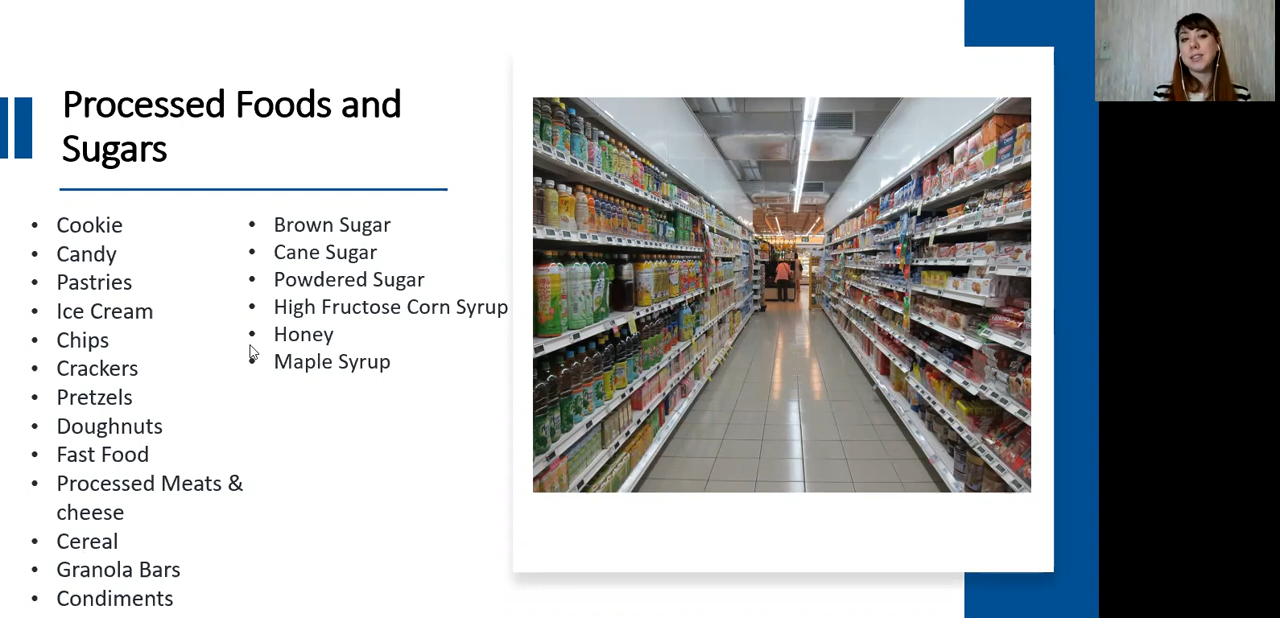 Processed Foods and
Sugars
Cookie
Candy
Pastries
Ice Cream
Chips
Crackers
Pretzels
Doughnuts
Fast Food
Processed Meats &
cheese
Cereal
Granola Bars
Condiments
Brown Sugar
Cane Sugar
Powdered Sugar
High Fructose Corn Syrup
Honey
Maple Syrup